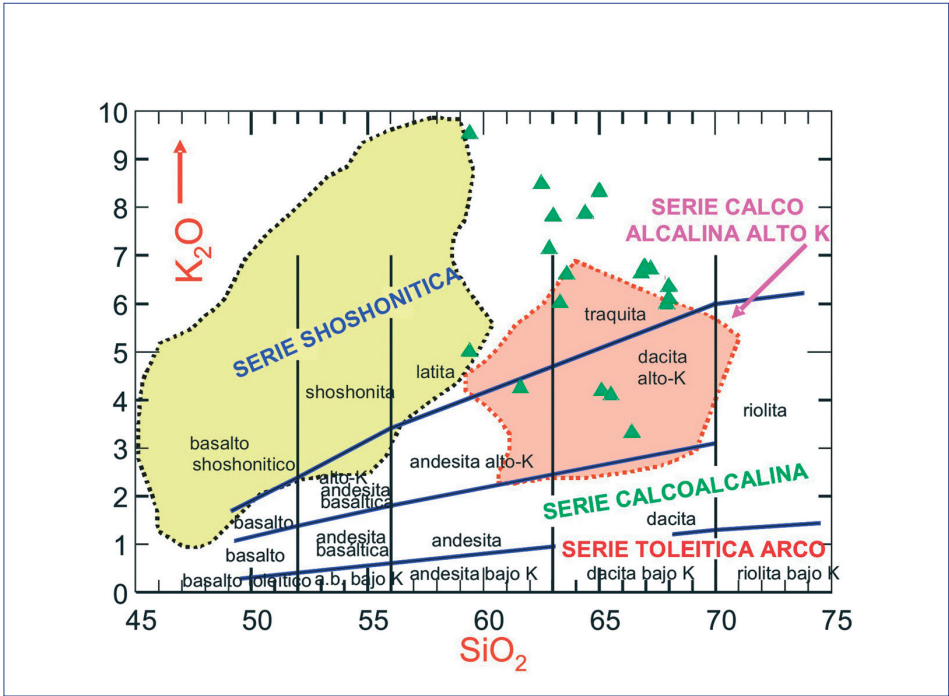 10
9
8
7
6
5
4
3
2
1
0
K₂O
SERIE SHOSHONITICA
SERIE CALCO
ALCALINA ALTO K
traquita
dacita
alto-K
latita
shoshonita
riolita
basalto
shoshonitico
andesita alto-K
alto-K
andesita
basáltica
SERIE CALCOALCALINA
basalto
andesita
basáltica
andesita
dacita
basalto
SERIE TOLEITICA ARCO
basalto toleitico
a.b. bajo K
andesita bajo K
dacita bajo K
riolita bajo K
45
50
55
60
65
70
75
SiO₂